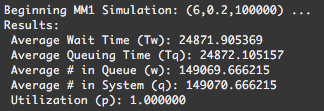 Beginning MM1 Simulation: (6,0.2,100000) ...
Results:
Average Wait Time (Tw): 24871.905369
Average Queuing Time (Tq): 24872.105157
Average # in Queue (w): 149069.666215
Average # in System (q): 149070.666215
Utilization (p): 1.000000